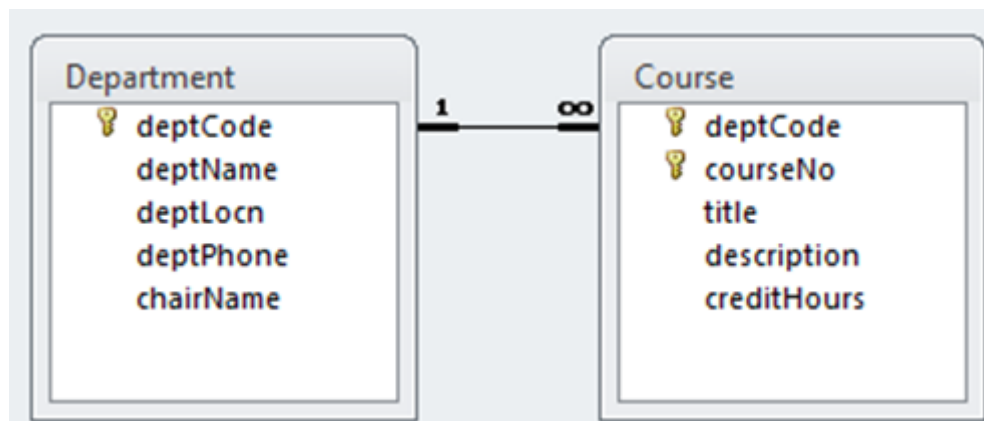 Department
deptCode
deptName
deptLocn
deptPhone
chairName
1 ∞
Course
deptCode
courseNo
title
description
creditHours